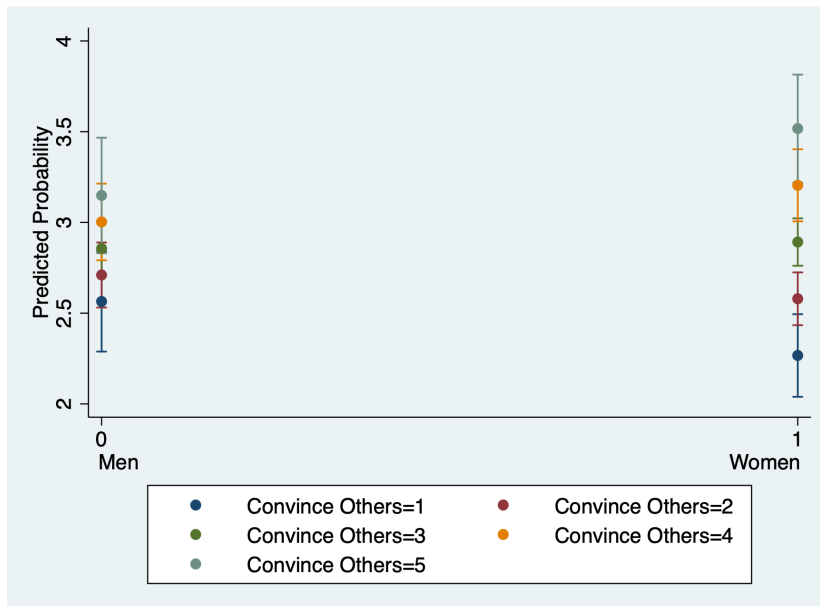 Predicted Probability
4
3.5
3
2.5
2
0
1
Men
Women
Convince Others=1
Convince Others=2
Convince Others=3
Convince Others=4
Convince Others=5